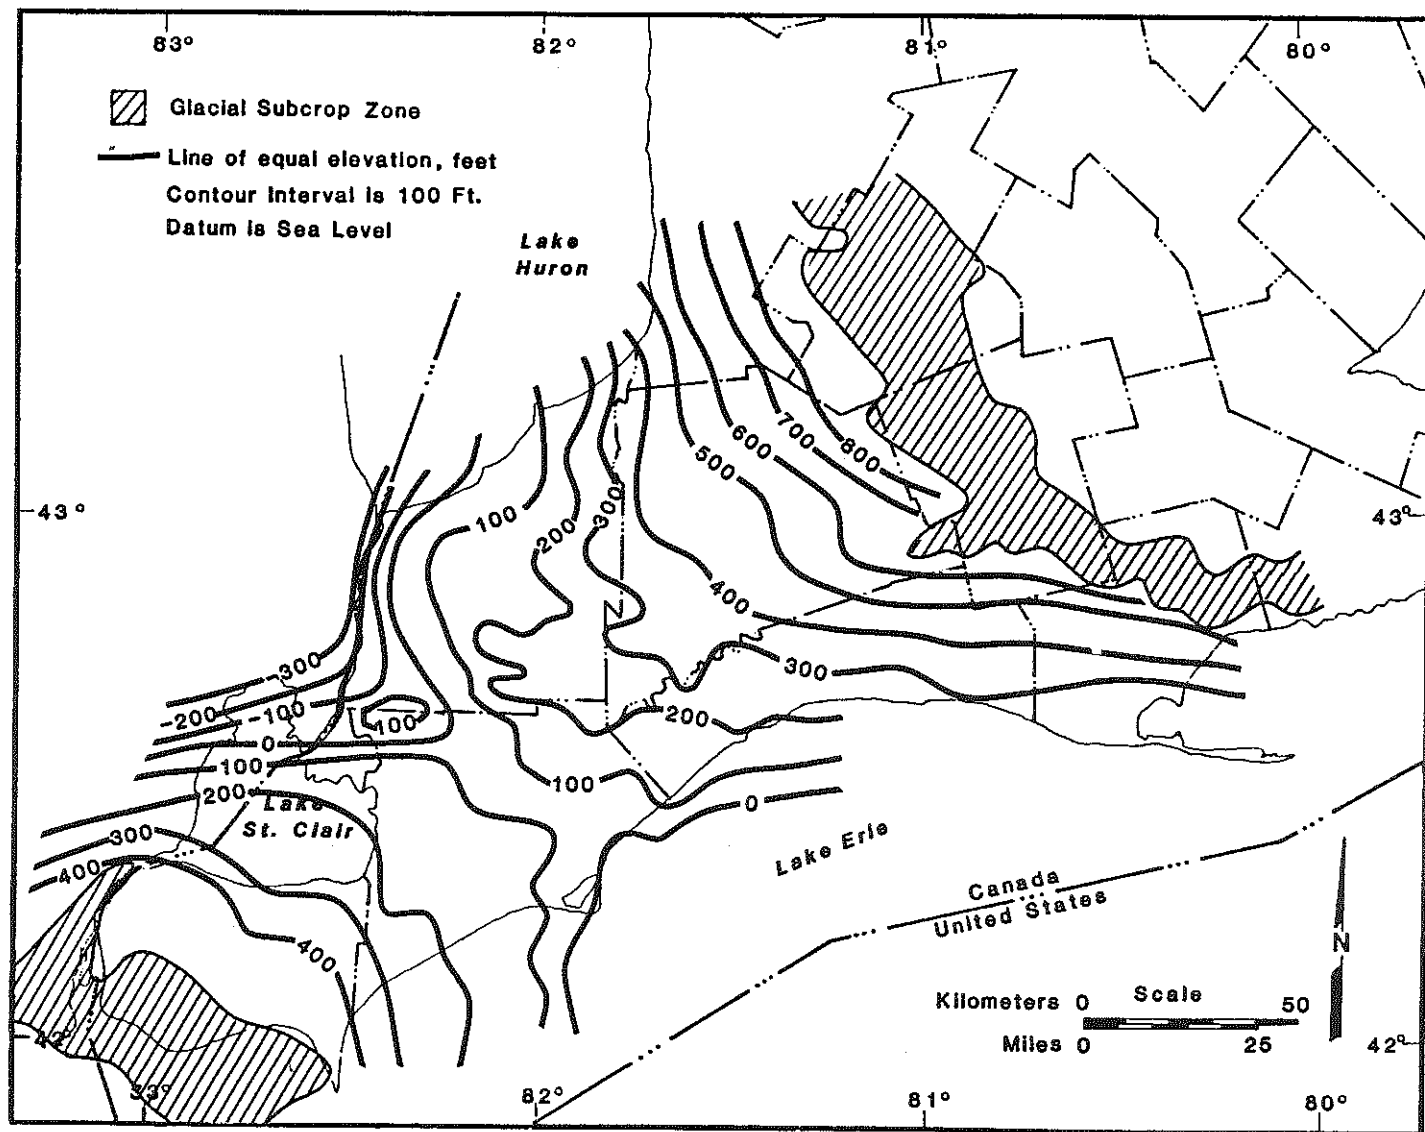 83° 82° 81° 80°
Glacial Subcrop Zone
Line of equal elevation, feet
Contour Interval is 100 Ft.
Datum is Sea Level
Lake
Huron
800
700
600
500
43° 100 200 300 43°
400
-300 300
-200 -100 100 200
0
100 100
200 0
Lake
St. Clair
300
400
Lake Erie
Canada
United States
400
N
Kilometers 0 Scale 50
Miles 0 25
42° 42°
83° 82° 81° 80°